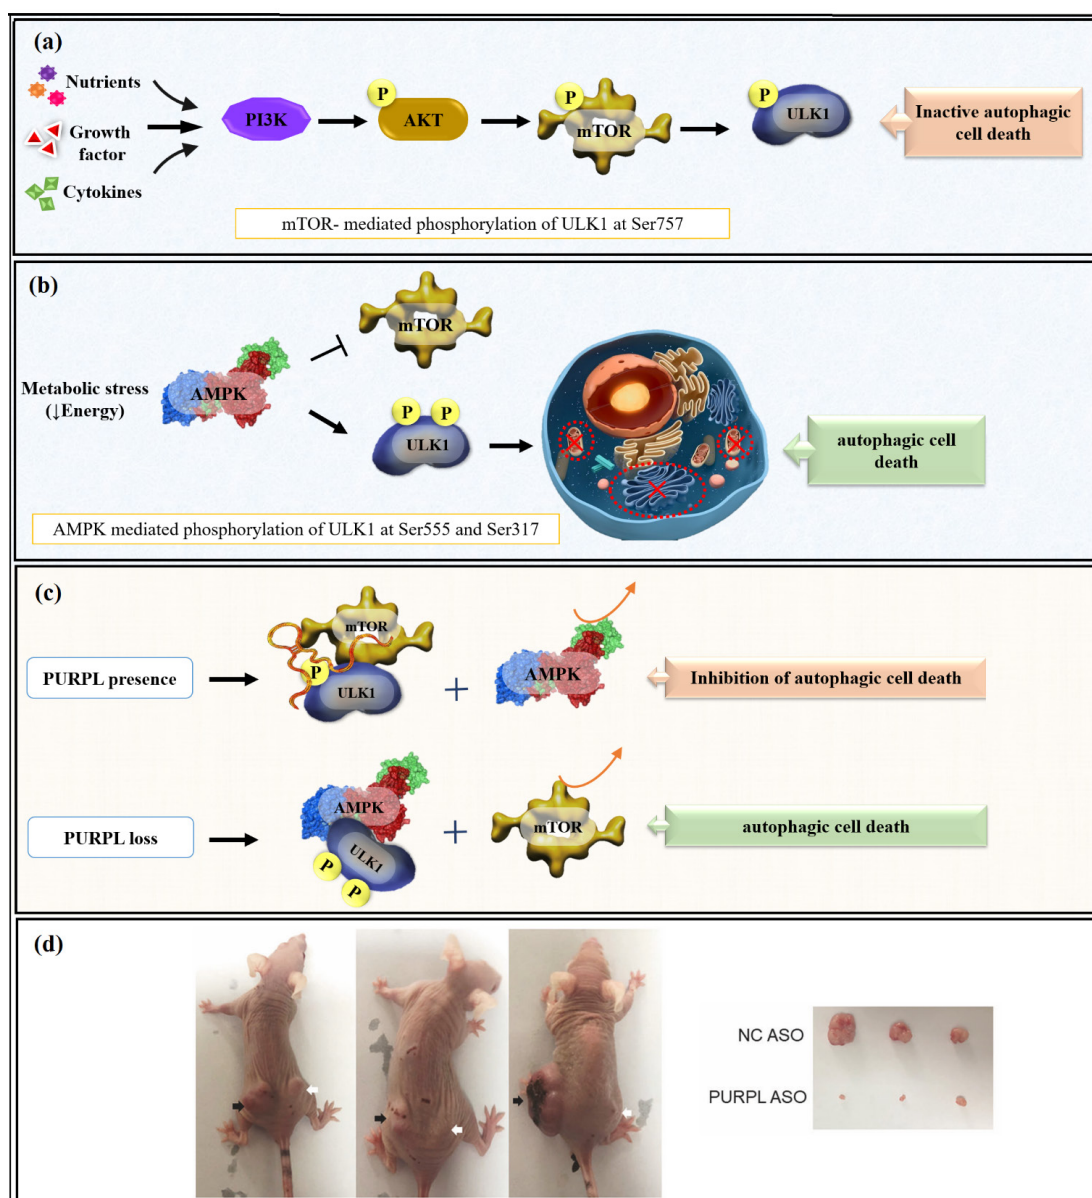 (a)
Nutrients
Growth
factor
Cytokines
PI3K
P
AKT
P
mTOR
P
ULK1
Inactive autophagic
cell death
mTOR- mediated phosphorylation of ULK1 at Ser757
(b)
Metabolic stress
(↓Energy)
AMPK
mTOR
P P
ULK1
autophagic cell
death
AMPK mediated phosphorylation of ULK1 at Ser555 and Ser317
(c)
PURPL presence
mTOR
P
ULK1
+
AMPK
Inhibition of autophagic cell death
PURPL loss
AMPK
ULK1
P
P
+
mTOR
autophagic cell death
(d)
NC ASO
PURPL ASO